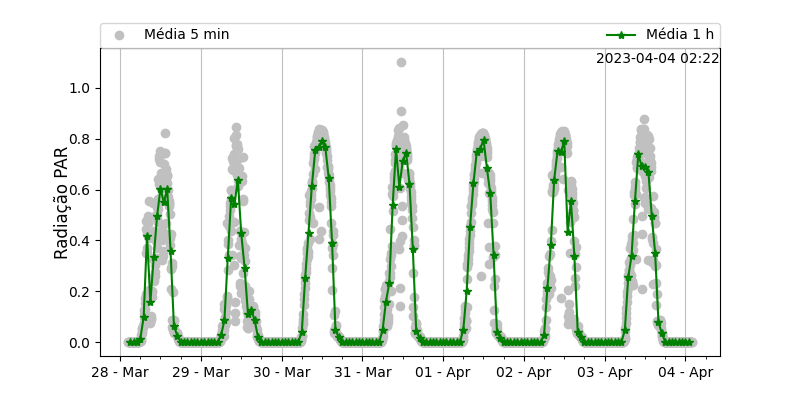 Média 5 min
Média 1 h
2023-04-04 02:22
Radiação PAR
1.0
0.8
0.6
0.4
0.2
0.0
28 - Mar
29 - Mar
30 - Mar
31 - Mar
01 - Apr
02 - Apr
03 - Apr
04 - Apr